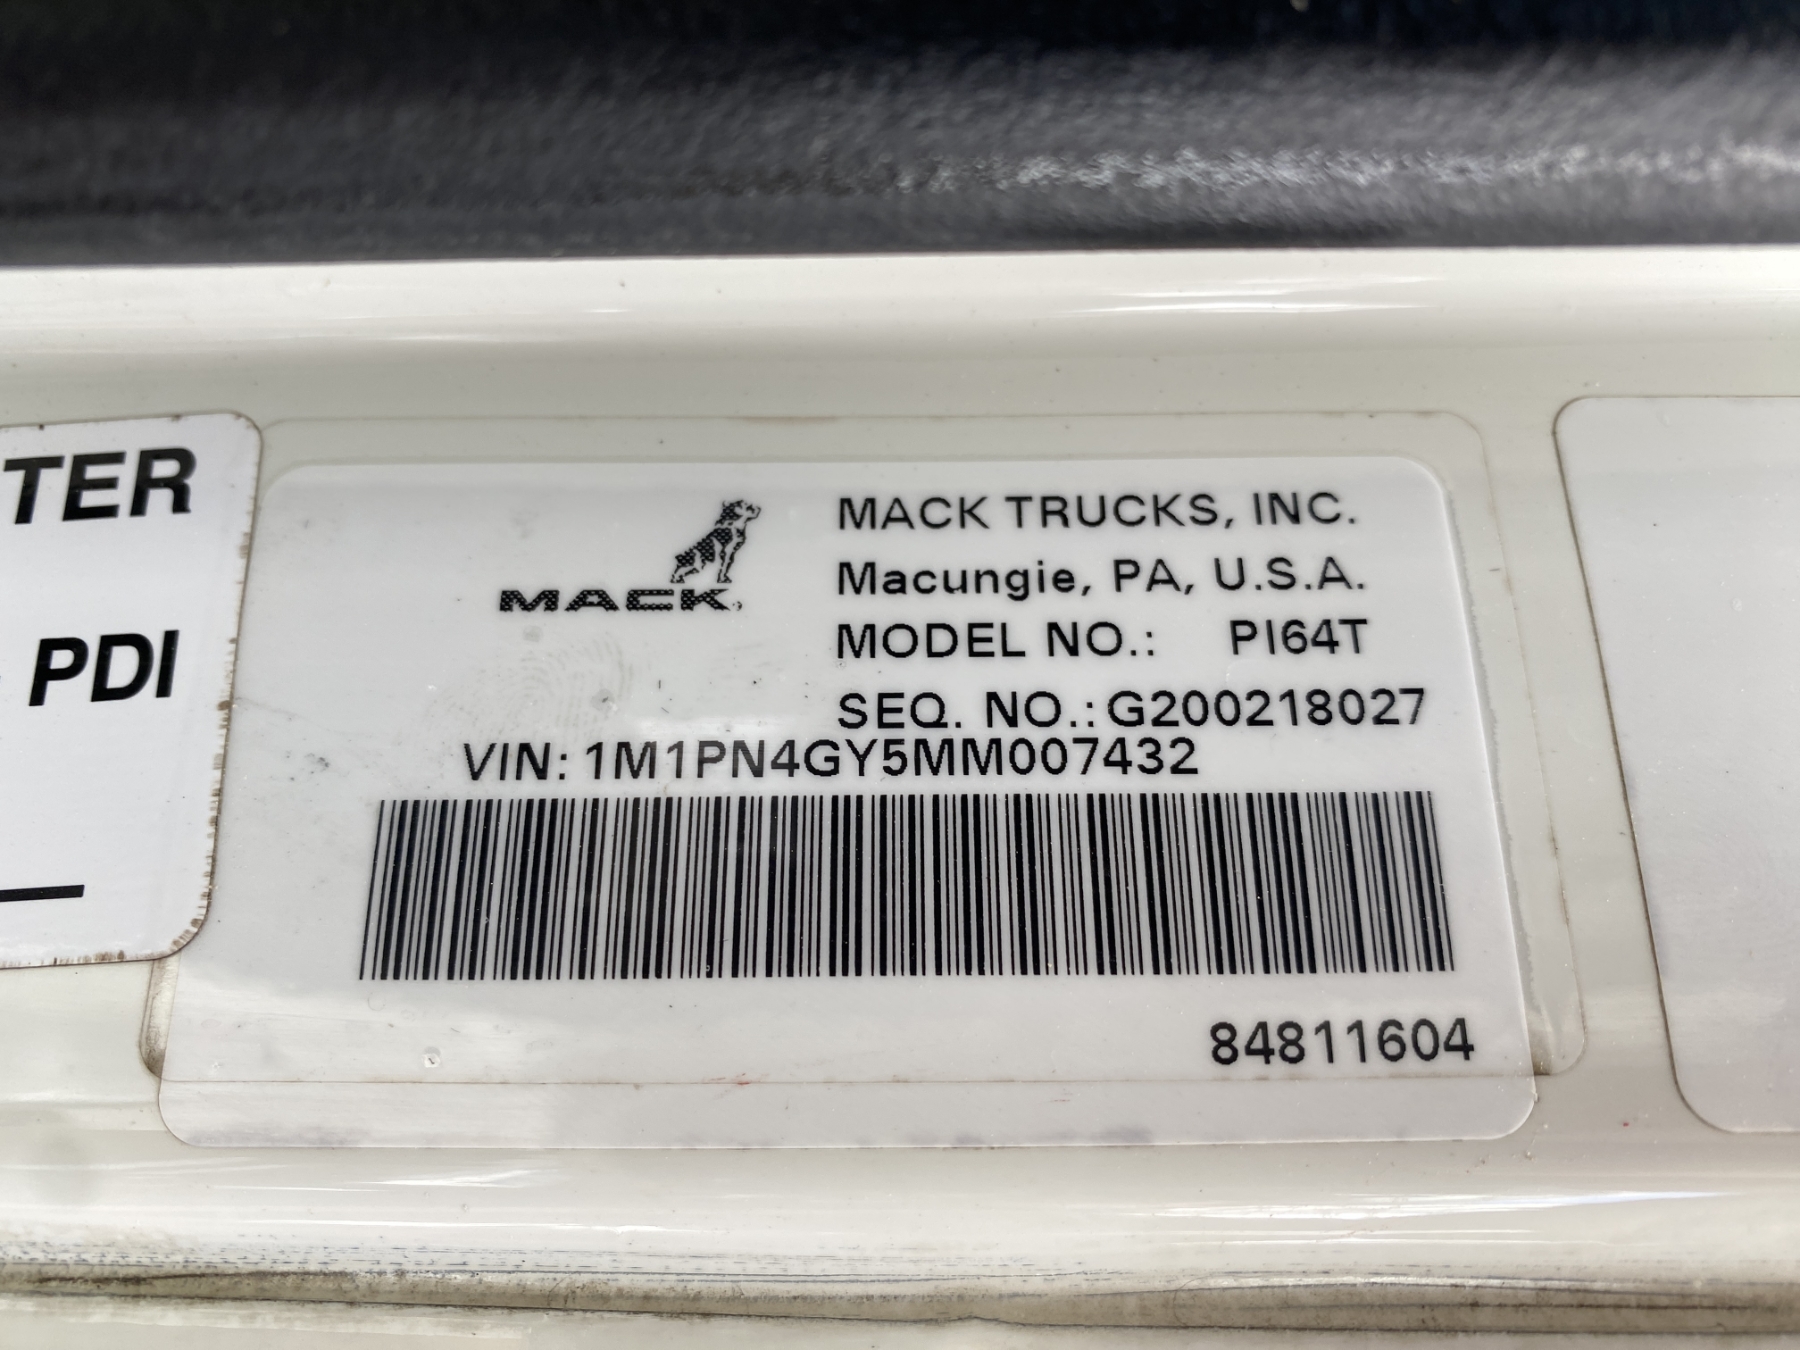 TER
PDI
MACK
MACK TRUCKS, INC.
Macungie, PA, U.S.A.
MODEL NO.: PI64T
SEQ. NO.: G200218027
VIN: 1M1PN4GY5MM007432
84811604